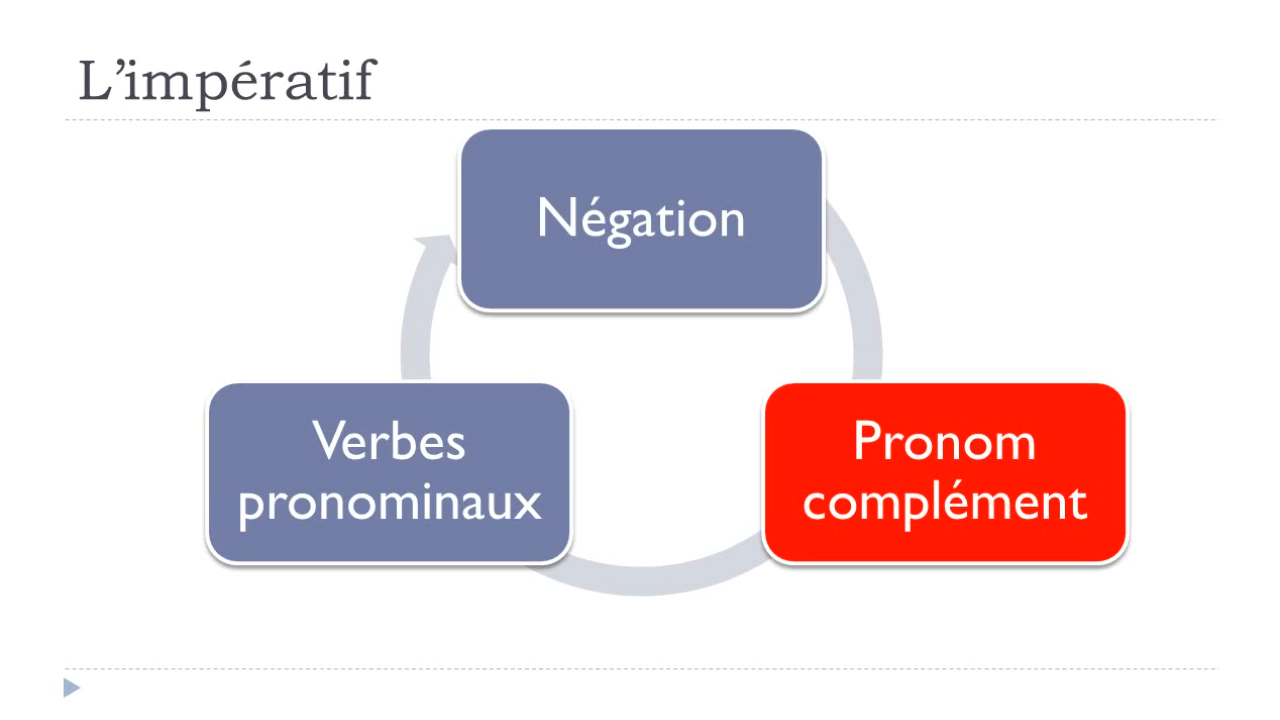 L’impératif
Négation
Verbes
pronominaux
Pronom
complément